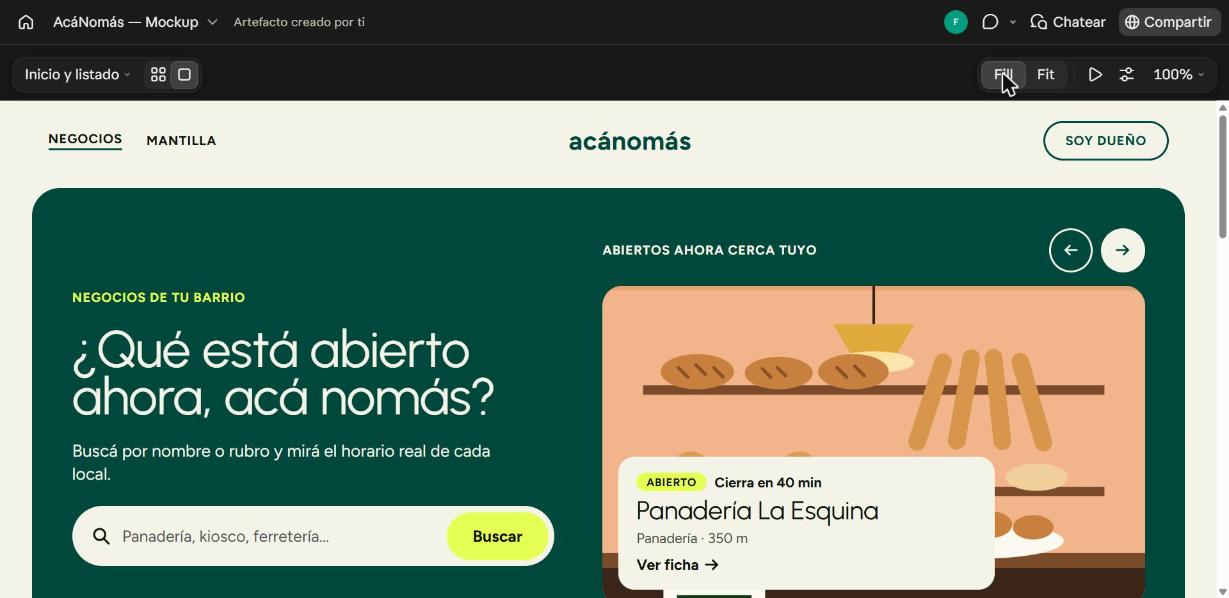 AcáNomás — Mockup
Artefacto creado por ti
F
Chatear
Compartir
Inicio y listado
Fill
Fit
100%
NEGOCIOS
MANTILLA
acánomás
SOY DUEÑO
ABIERTOS AHORA CERCA TUYO
NEGOCIOS DE TU BARRIO
¿Qué está abierto
ahora, acá nomás?
Buscá por nombre o rubro y mirá el horario real de cada
local.
Panadería, kiosco, ferretería...
Buscar
ABIERTO
Cierra en 40 min
Panadería La Esquina
Panadería · 350 m
Ver ficha